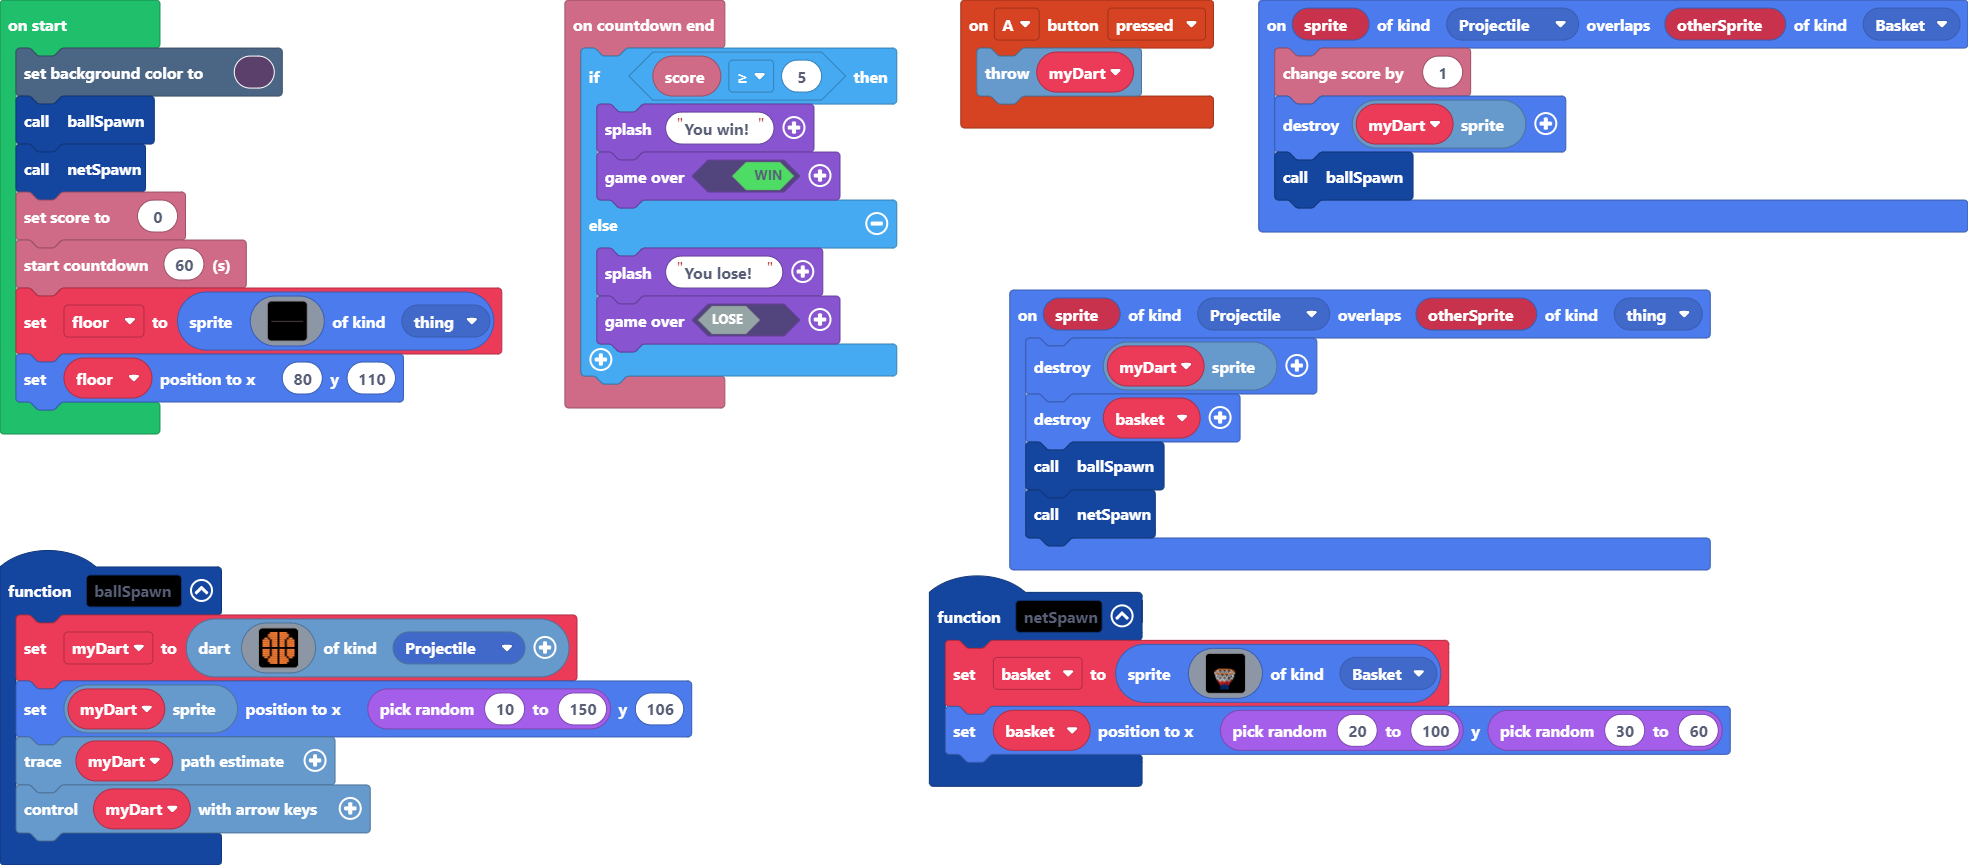 on start
set background color to
call ballSpawn
call netSpawn
set score to 0
start countdown 60 (s)
set floor to sprite of kind thing
set floor position to x 80 y 110
on countdown end
if score ≥ 5 then
splash "You win! "
game over WIN
else
splash "You lose! "
game over LOSE
on A button pressed
throw myDart
on sprite of kind Projectile overlaps otherSprite of kind Basket
change score by 1
destroy myDart sprite
call ballSpawn
on sprite of kind Projectile overlaps otherSprite of kind thing
destroy myDart sprite
destroy basket
call ballSpawn
call netSpawn
function ballSpawn
set myDart to dart of kind Projectile
set myDart sprite position to x pick random 10 to 150 y 106
trace myDart path estimate
control myDart with arrow keys
function netSpawn
set basket to sprite of kind Basket
set basket position to x pick random 20 to 100 y pick random 30 to 60